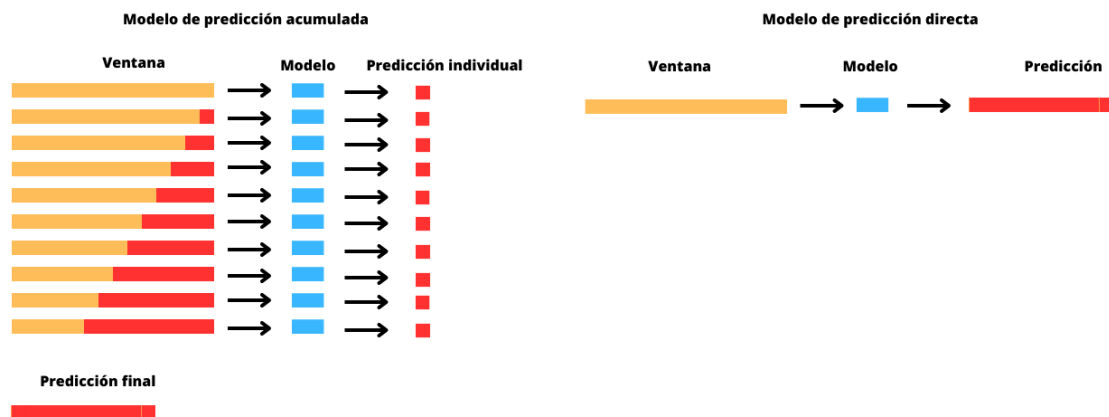 Modelo de predicción acumulada
Ventana
Modelo
Predicción individual
Predicción final
Modelo de predicción directa
Ventana
Modelo
Predicción